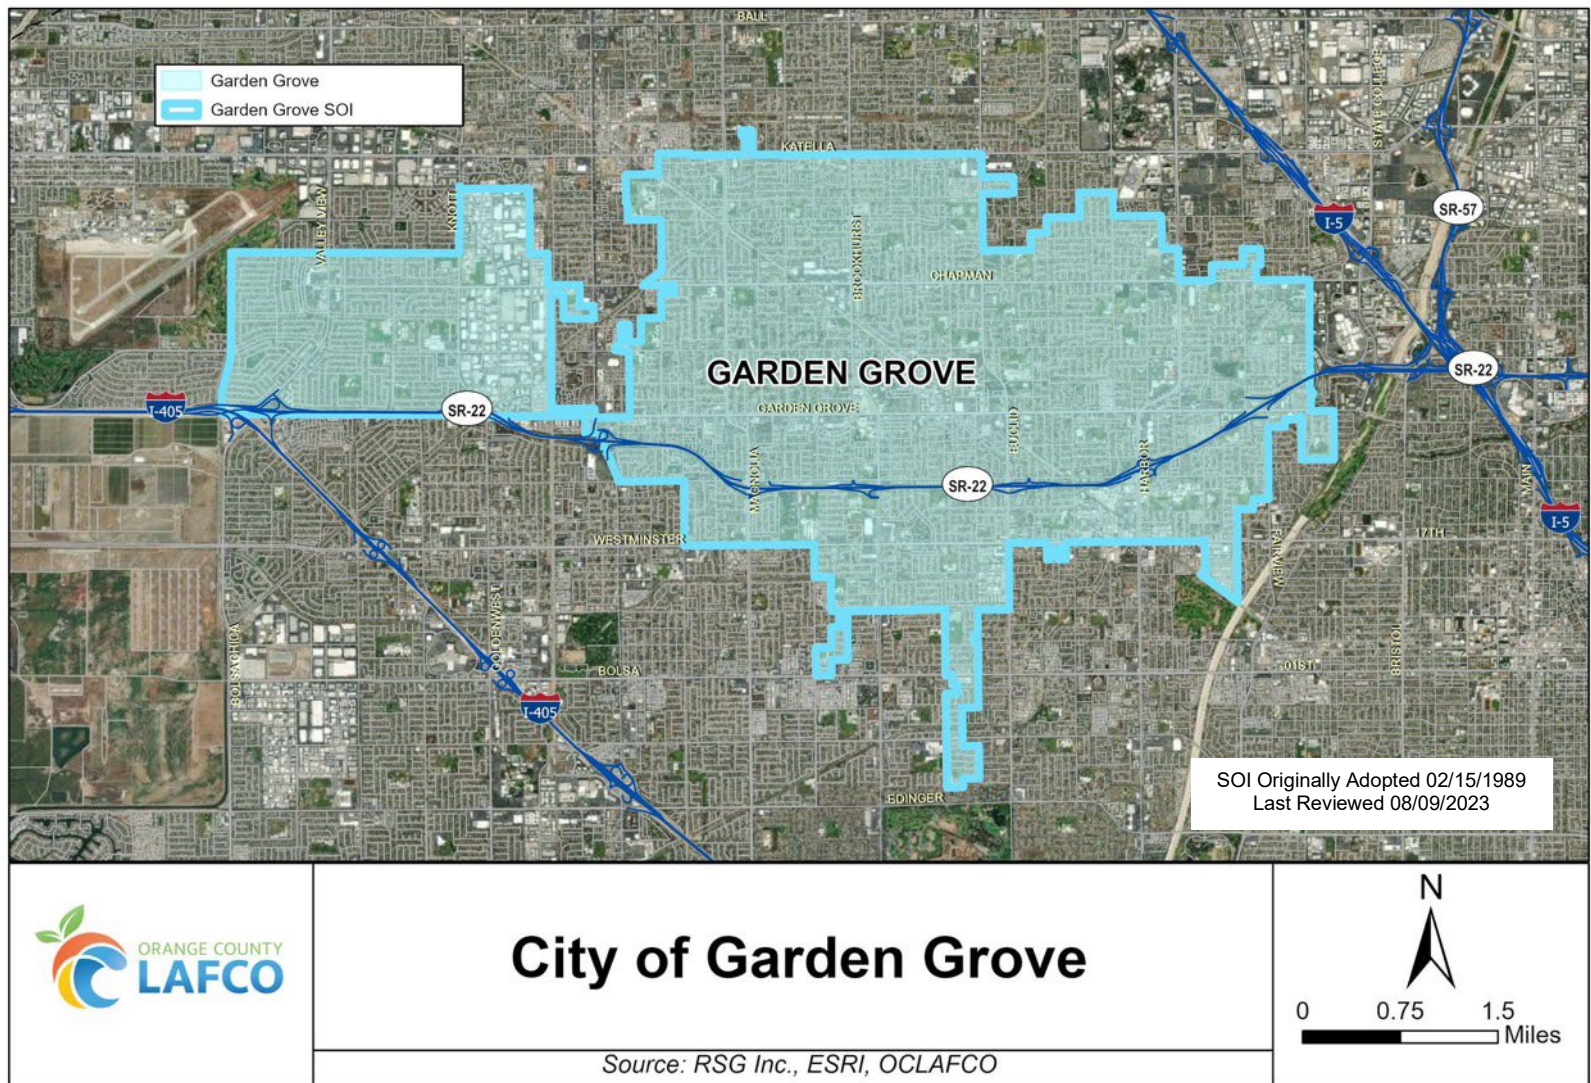 BALL
Garden Grove
Garden Grove SOI
STATE COLLEGE
KATELLA
VALLEY VIEW
KNOTT
I-5
SR-57
BROOKHURST
CHAPMAN
GARDEN GROVE
I-405
SR-22
GARDEN GROVE
EUCLID
SR-22
MAGNOLIA
SR-22
HARBOR
MAIN
I-5
WESTMINSTER
17TH
FAIRVIEW
BOLSA CHICA
GOLDENWEST
BOLSA
01ST
BRISTOL
I-405
EDINGER
SOI Originally Adopted 02/15/1989
Last Reviewed 08/09/2023
ORANGE COUNTY
LAFCO
City of Garden Grove
Source: RSG Inc., ESRI, OCLAFCO
N
0 0.75 1.5
Miles